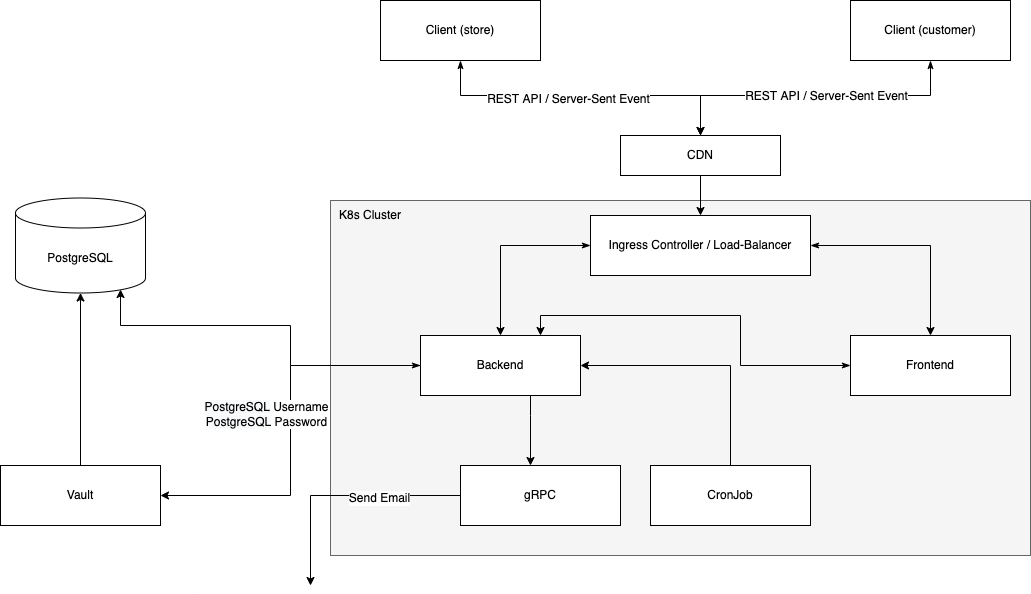 Client (store)
Client (customer)
REST API / Server-Sent Event
REST API / Server-Sent Event
CDN
K8s Cluster
Ingress Controller / Load-Balancer
PostgreSQL
Backend
Frontend
PostgreSQL Username
PostgreSQL Password
Vault
Send Email
gRPC
CronJob